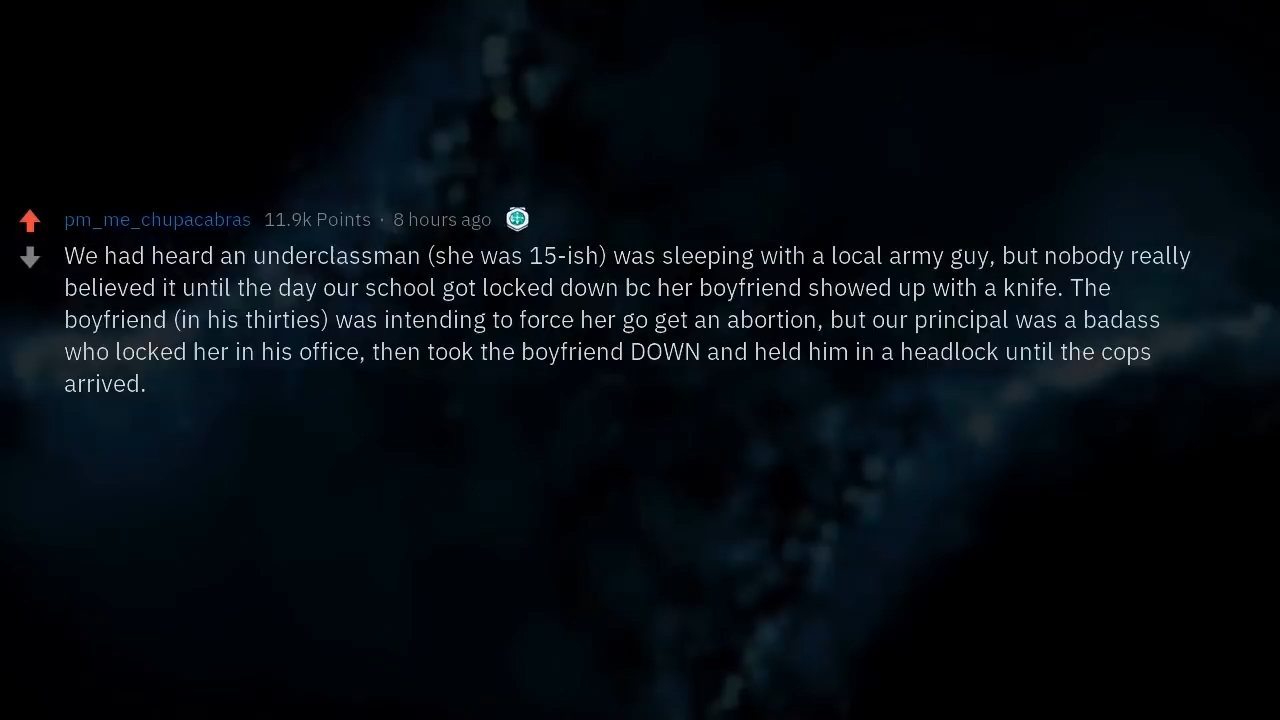 pm_me_chupacabras 11.9k Points · 8 hours ago
We had heard an underclassman (she was 15-ish) was sleeping with a local army guy, but nobody really
believed it until the day our school got locked down bc her boyfriend showed up with a knife. The
boyfriend (in his thirties) was intending to force her go get an abortion, but our principal was a badass
who locked her in his office, then took the boyfriend DOWN and held him in a headlock until the cops
arrived.